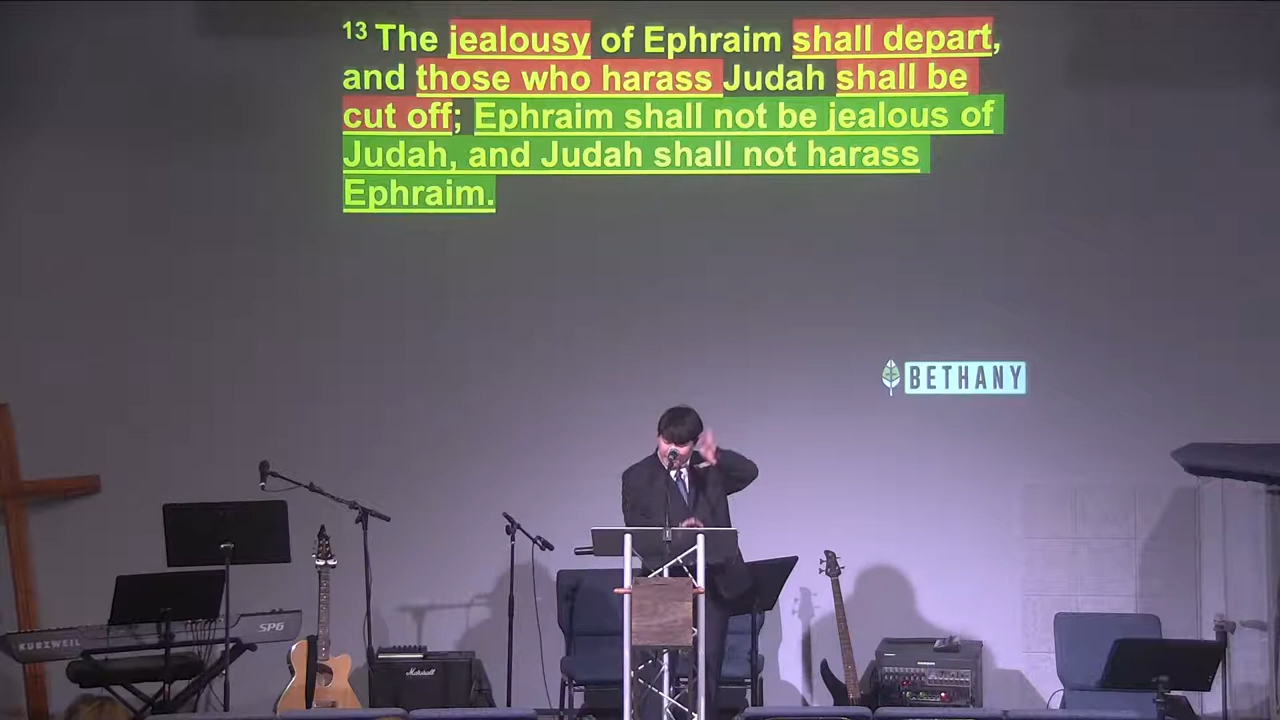 13 The jealousy of Ephraim shall depart,
and those who harass Judah shall be
cut off; Ephraim shall not be jealous of
Judah, and Judah shall not harass
Ephraim.
BETHANY
KURZWEIL
SP6
Marshall